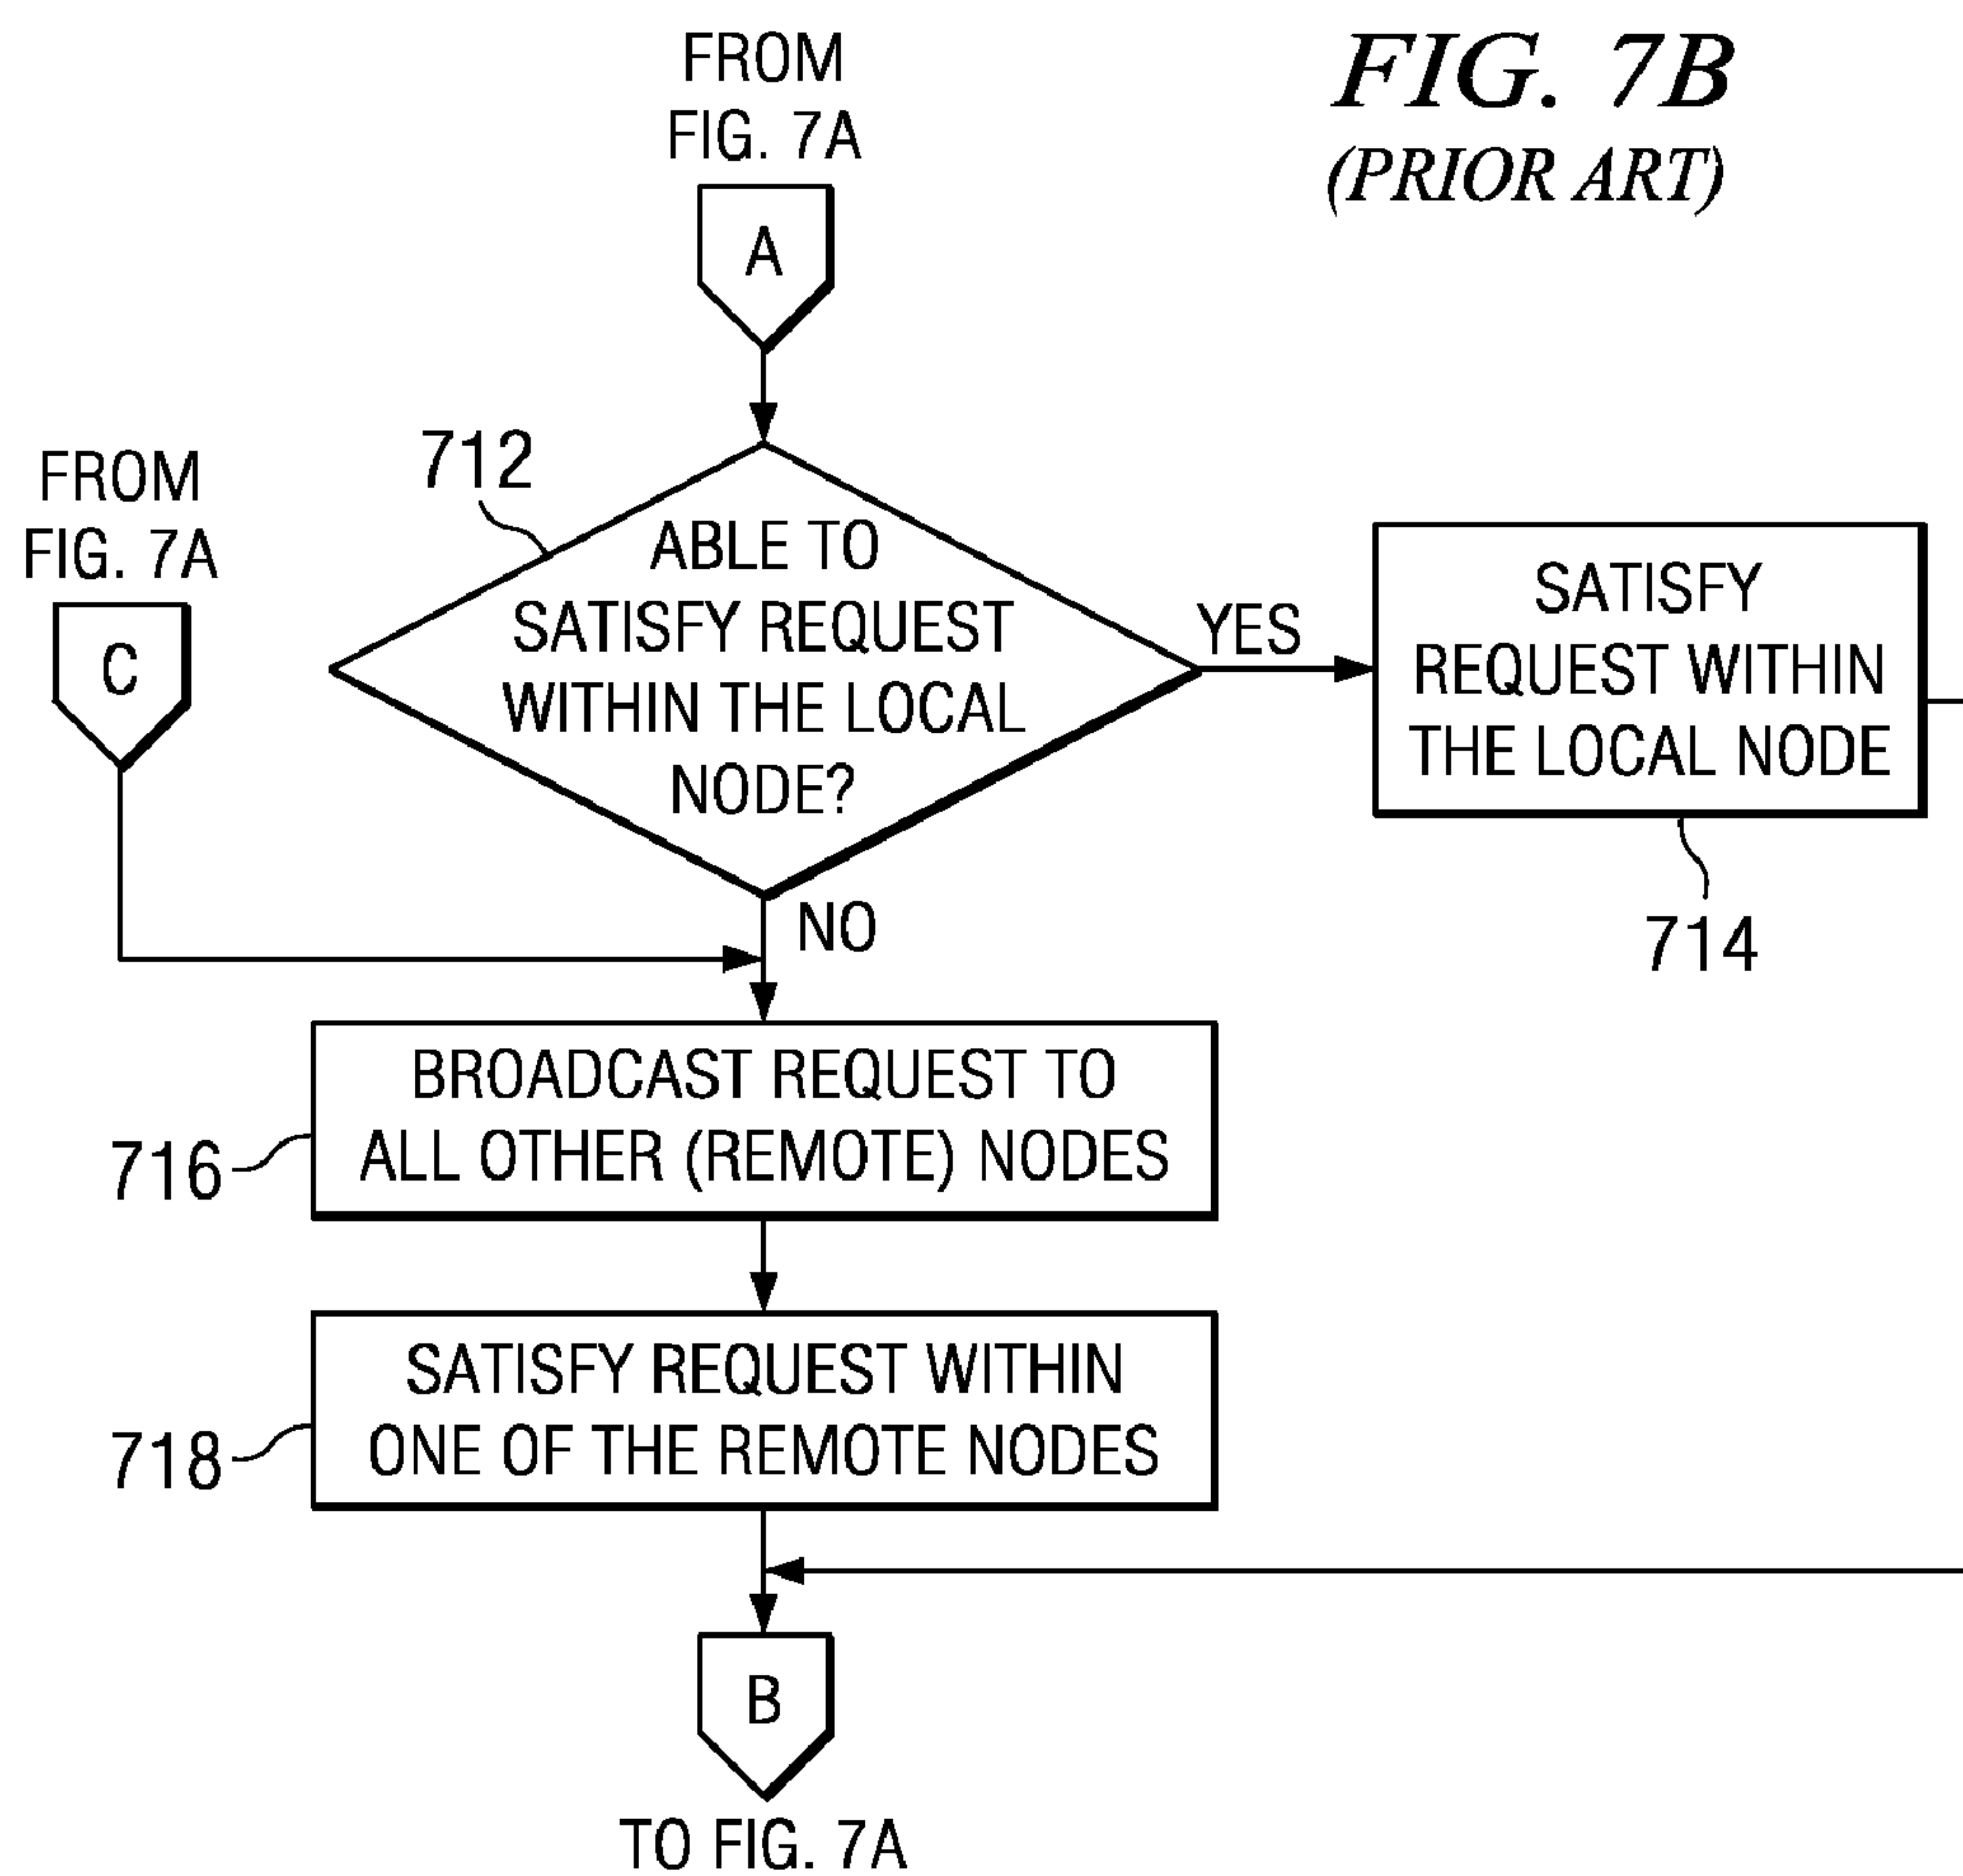 FIG. 7B
(PRIOR ART)
FROM
FIG. 7A
A
FROM
FIG. 7A
C
712
ABLE TO
SATISFY REQUEST
WITHIN THE LOCAL
NODE?
YES
SATISFY
REQUEST WITHIN
THE LOCAL NODE
714
NO
BROADCAST REQUEST TO
ALL OTHER (REMOTE) NODES
716
SATISFY REQUEST WITHIN
ONE OF THE REMOTE NODES
718
B
TO FIG. 7A